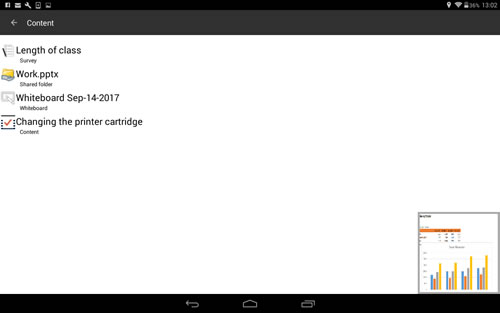 36% 13:02
Content
Length of class
Survey
Work.pptx
Shared folder
Whiteboard Sep-14-2017
Whiteboard
Changing the printer cartridge
Content